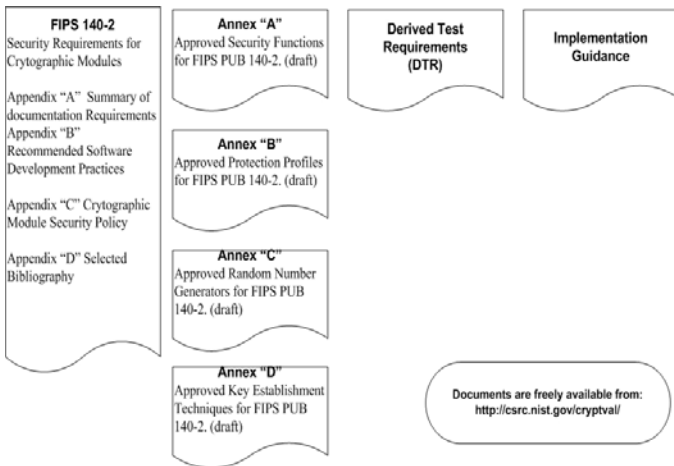 FIPS 140-2
Security Requirements for
Crytographic Modules
Appendix “A” Summary of
documentation Requirements
Appendix “B”
Recommended Software
Development Practices
Appendix “C” Crytographic
Module Security Policy
Appendix “D” Selected
Bibliography
Annex “A”
Approved Security Functions
for FIPS PUB 140-2. (draft)
Annex “B”
Approved Protection Profiles
for FIPS PUB 140-2. (draft)
Annex “C”
Approved Random Number
Generators for FIPS PUB
140-2. (draft)
Annex “D”
Approved Key Establishment
Techniques for FIPS PUB
140-2. (draft)
Derived Test
Requirements
(DTR)
Implementation
Guidance
Documents are freely available from:
http://csrc.nist.gov/cryptval/